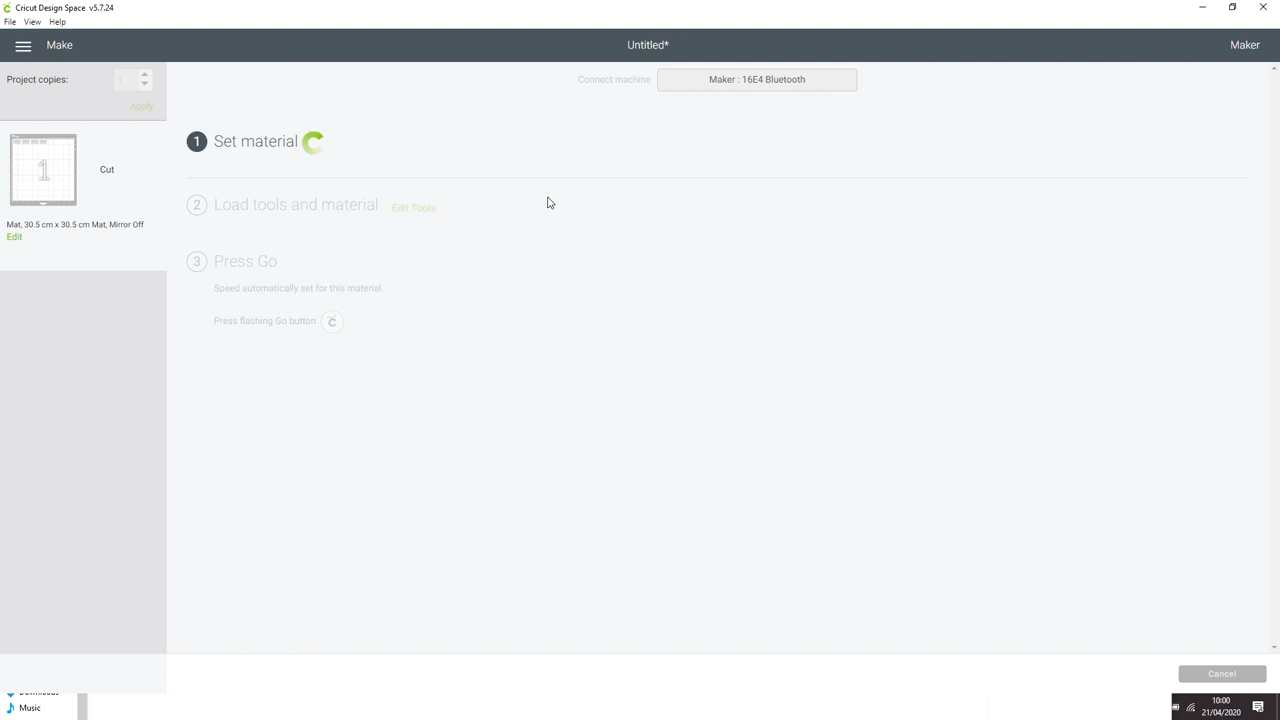 Cricut Design Space v5.7.24
File View Help
Make
Untitled*
Maker
Project copies:
1
Apply
Connect machine
Maker : 16E4 Bluetooth
1
Cut
Mat, 30.5 cm x 30.5 cm Mat, Mirror Off
Edit
1 Set material
2 Load tools and material Edit Tools
3 Press Go
Speed automatically set for this material.
Press flashing Go button.
Cancel
Downloads
Music
10:00
21/04/2020